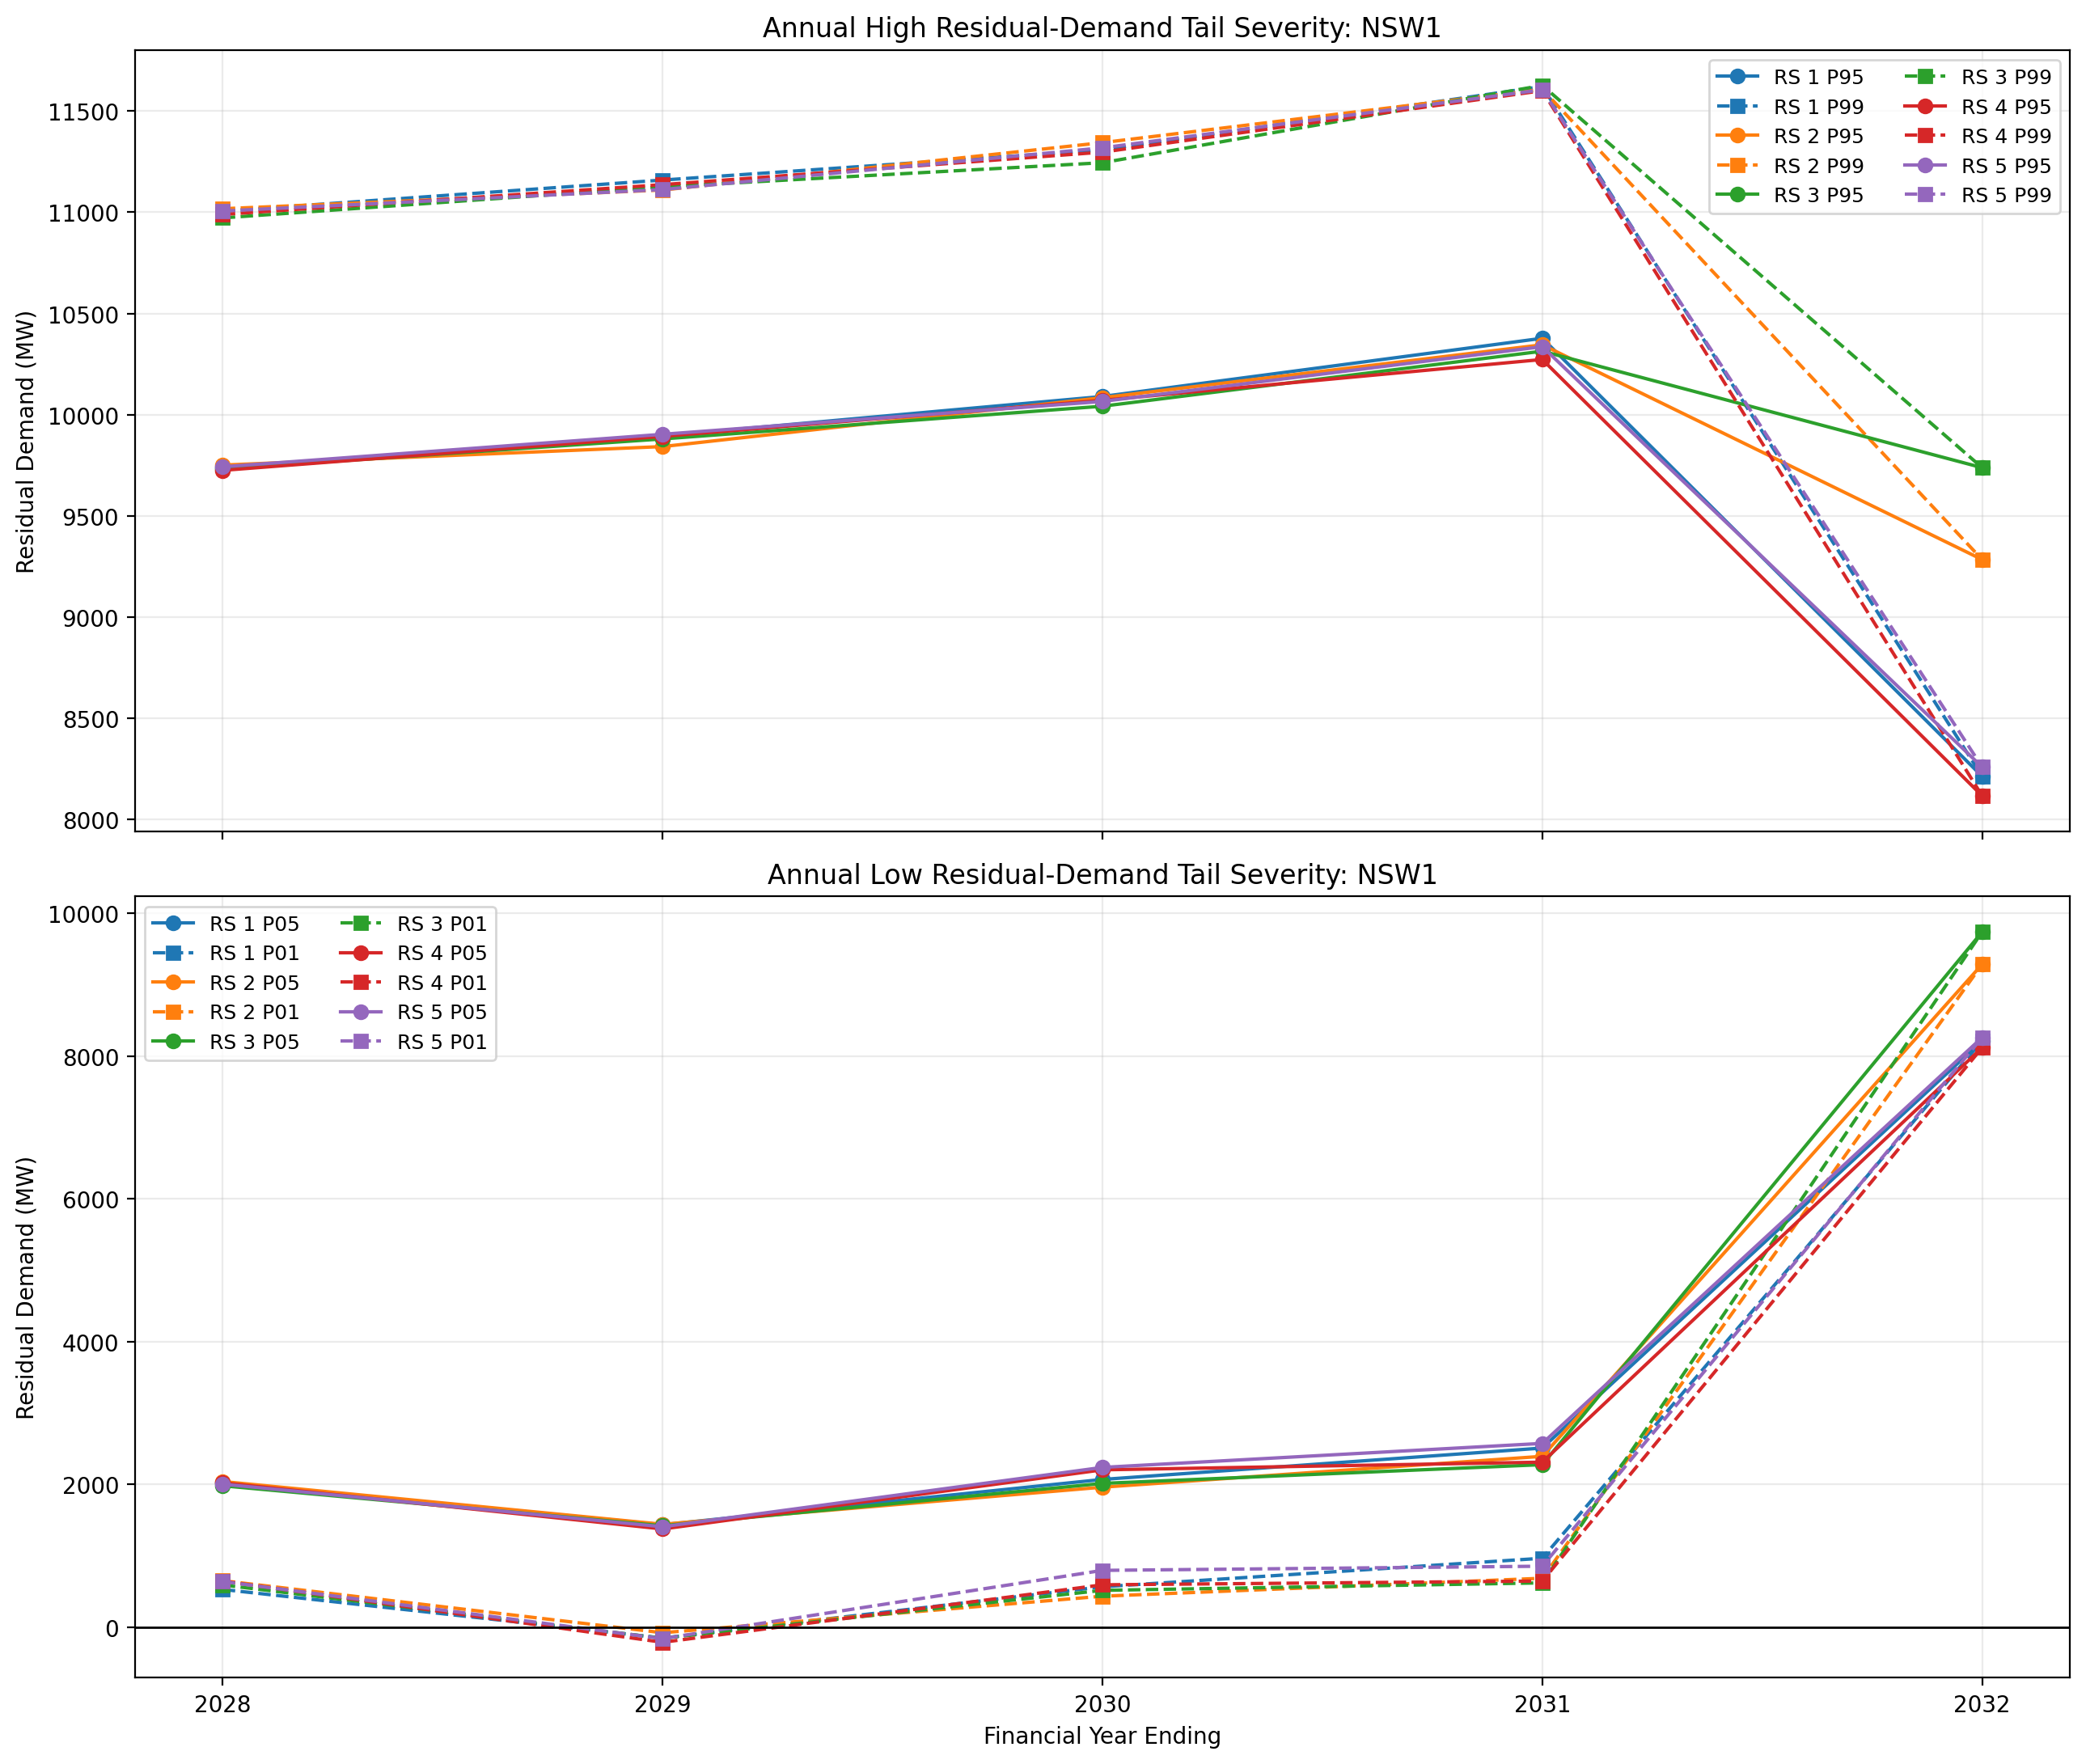 Annual High Residual-Demand Tail Severity: NSW1
Residual Demand (MW)
11500
11000
10500
10000
9500
9000
8500
8000
RS 1 P95
RS 1 P99
RS 2 P95
RS 2 P99
RS 3 P95
RS 3 P99
RS 4 P95
RS 4 P99
RS 5 P95
RS 5 P99
Annual Low Residual-Demand Tail Severity: NSW1
Residual Demand (MW)
10000
8000
6000
4000
2000
0
RS 1 P05
RS 1 P01
RS 2 P05
RS 2 P01
RS 3 P05
RS 3 P01
RS 4 P05
RS 4 P01
RS 5 P05
RS 5 P01
2028
2029
2030
2031
2032
Financial Year Ending